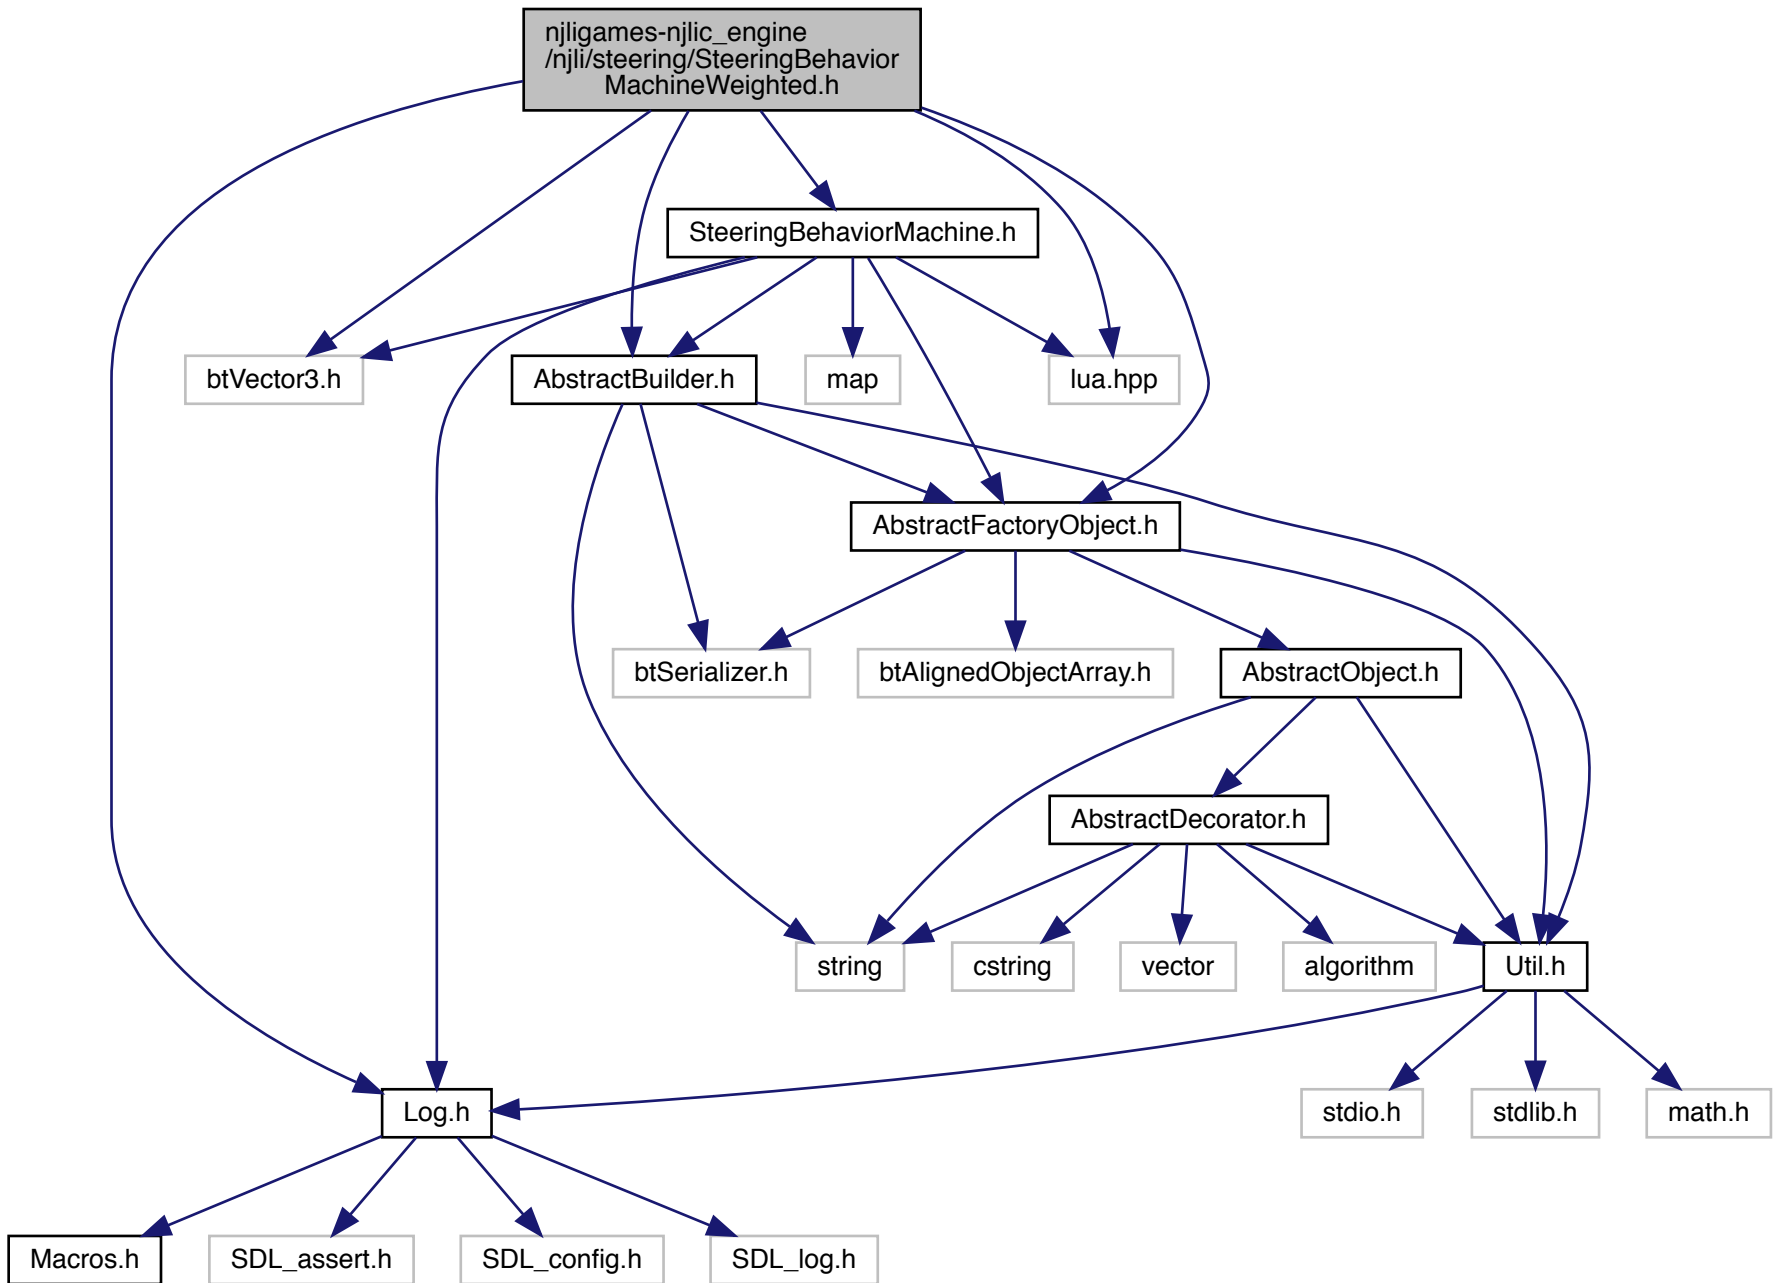 njligames-njlic_engine
/njli/steering/SteeringBehavior
MachineWeighted.h
SteeringBehaviorMachine.h
btVector3.h
AbstractBuilder.h
map
lua.hpp
AbstractFactoryObject.h
btSerializer.h
btAlignedObjectArray.h
AbstractObject.h
AbstractDecorator.h
string
cstring
vector
algorithm
Util.h
Log.h
stdio.h
stdlib.h
math.h
Macros.h
SDL_assert.h
SDL_config.h
SDL_log.h